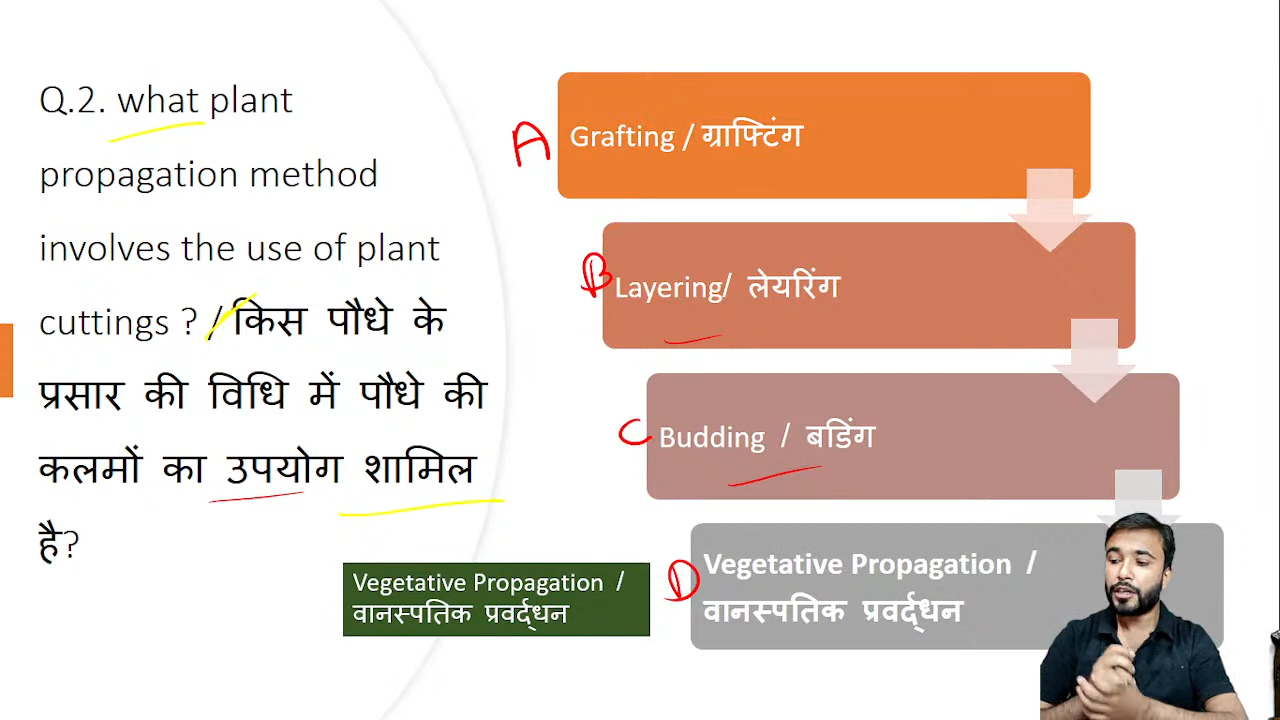 Q.2. what plant
propagation method
involves the use of plant
cuttings ? / किस पौधे के
प्रसार की विधि में पौधे की
कलमों का उपयोग शामिल
है?
A Grafting / ग्राफ्टिंग
B Layering/ लेयरिंग
C Budding / बडिंग
D Vegetative Propagation /
वानस्पतिक प्रवर्द्धन
Vegetative Propagation /
वानस्पतिक प्रवर्द्धन